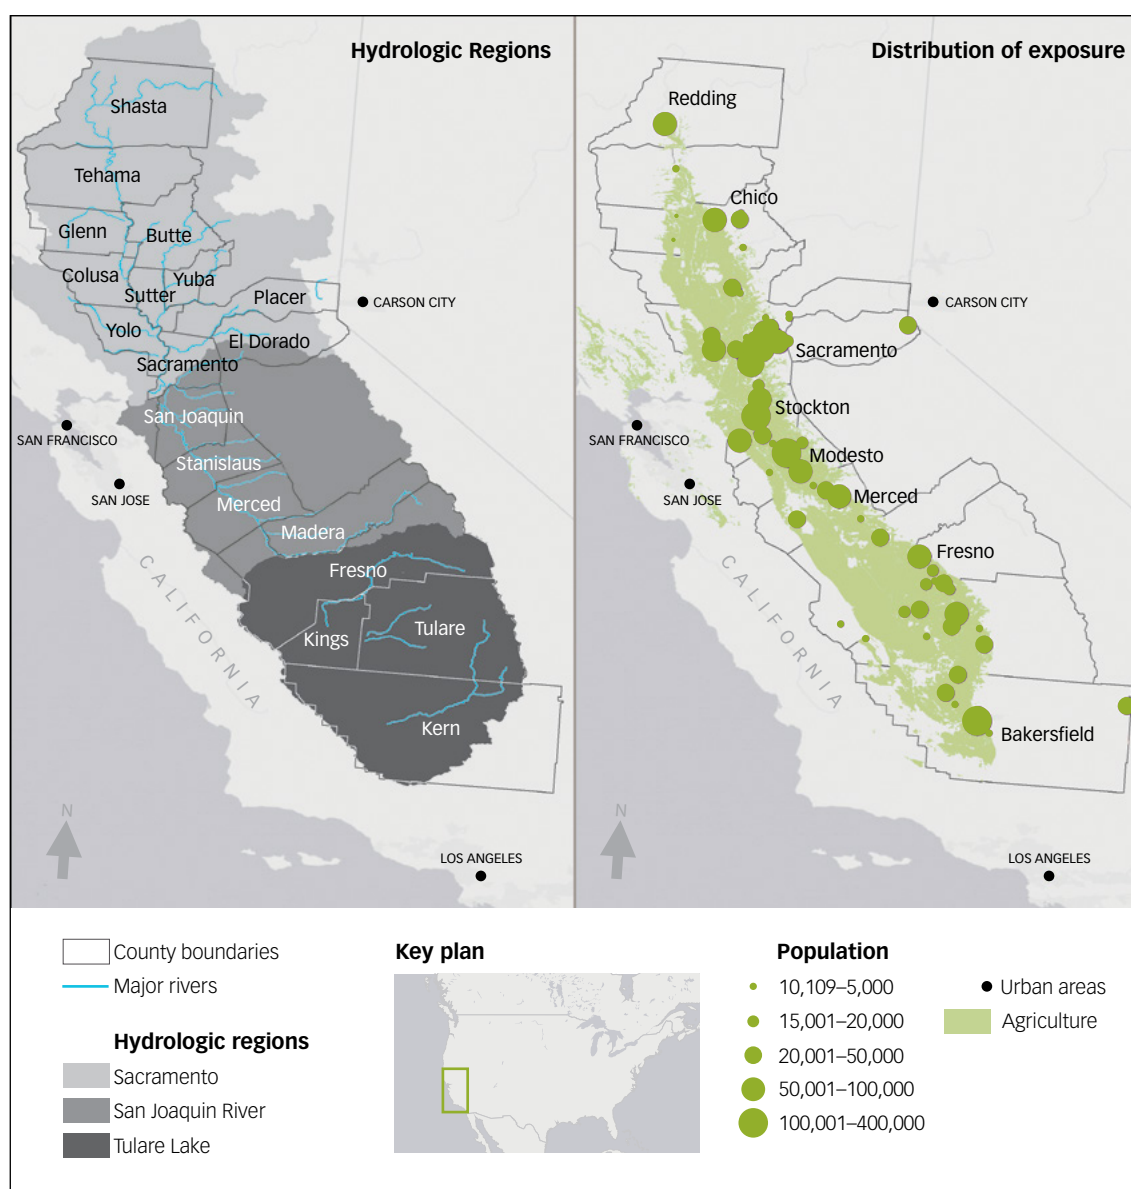 Hydrologic Regions
Shasta
Tehama
Glenn
Butte
Colusa
Yuba
Sutter
Placer
Yolo
El Dorado
Sacramento
San Joaquin
Stanislaus
Merced
Madera
Fresno
Kings
Tulare
Kern
CARSON CITY
SAN FRANCISCO
SAN JOSE
CALIFORNIA
LOS ANGELES
N
Distribution of exposure
Redding
Chico
CARSON CITY
Sacramento
Stockton
SAN FRANCISCO
Modesto
SAN JOSE
Merced
Fresno
CALIFORNIA
Bakersfield
N
LOS ANGELES
County boundaries
Major rivers
Hydrologic regions
Sacramento
San Joaquin River
Tulare Lake
Key plan
Population
10,109–5,000
15,001–20,000
20,001–50,000
50,001–100,000
100,001–400,000
Urban areas
Agriculture